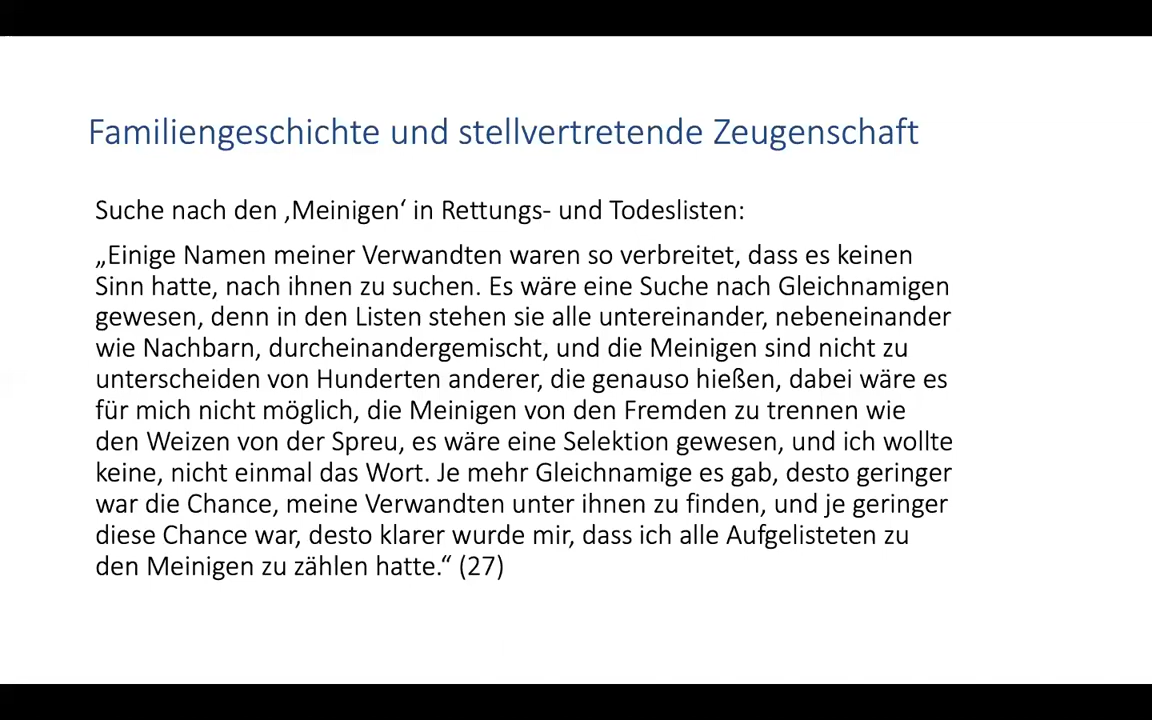 Familiengeschichte und stellvertretende Zeugenschaft
Suche nach den ‚Meinigen‘ in Rettungs- und Todeslisten:
„Einige Namen meiner Verwandten waren so verbreitet, dass es keinen
Sinn hatte, nach ihnen zu suchen. Es wäre eine Suche nach Gleichnamigen
gewesen, denn in den Listen stehen sie alle untereinander, nebeneinander
wie Nachbarn, durcheinandergemischt, und die Meinigen sind nicht zu
unterscheiden von Hunderten anderer, die genauso hießen, dabei wäre es
für mich nicht möglich, die Meinigen von den Fremden zu trennen wie
den Weizen von der Spreu, es wäre eine Selektion gewesen, und ich wollte
keine, nicht einmal das Wort. Je mehr Gleichnamige es gab, desto geringer
war die Chance, meine Verwandten unter ihnen zu finden, und je geringer
diese Chance war, desto klarer wurde mir, dass ich alle Aufgelisteten zu
den Meinigen zu zählen hatte.“ (27)